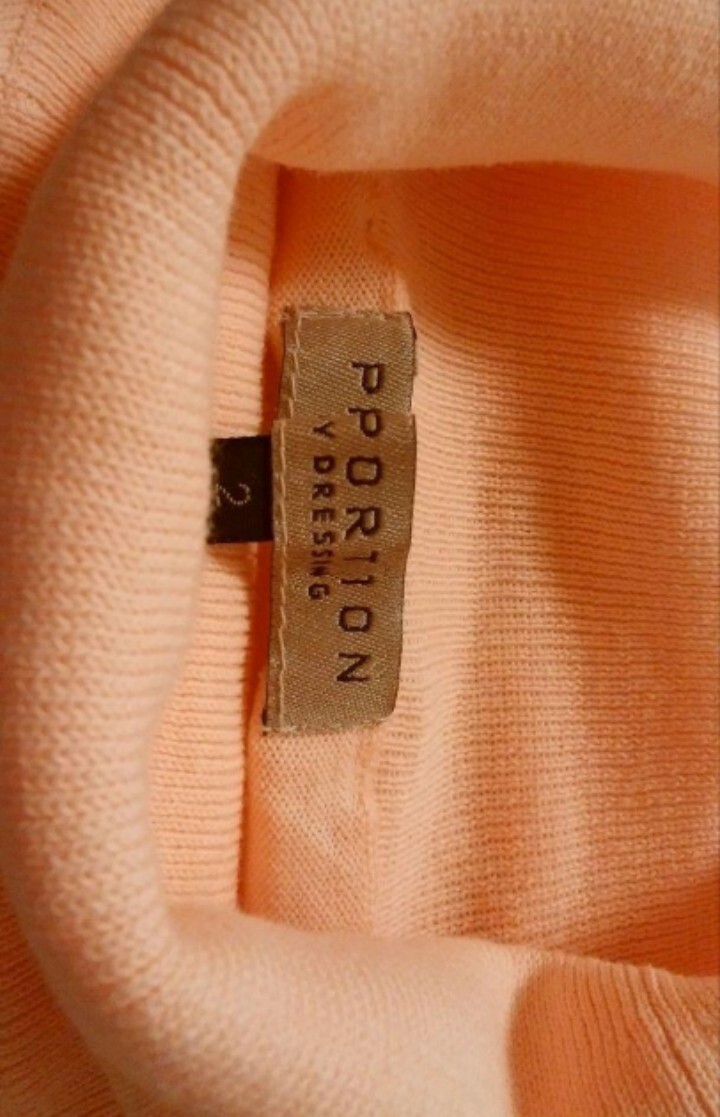 PPORTION
Y DRESSING
2